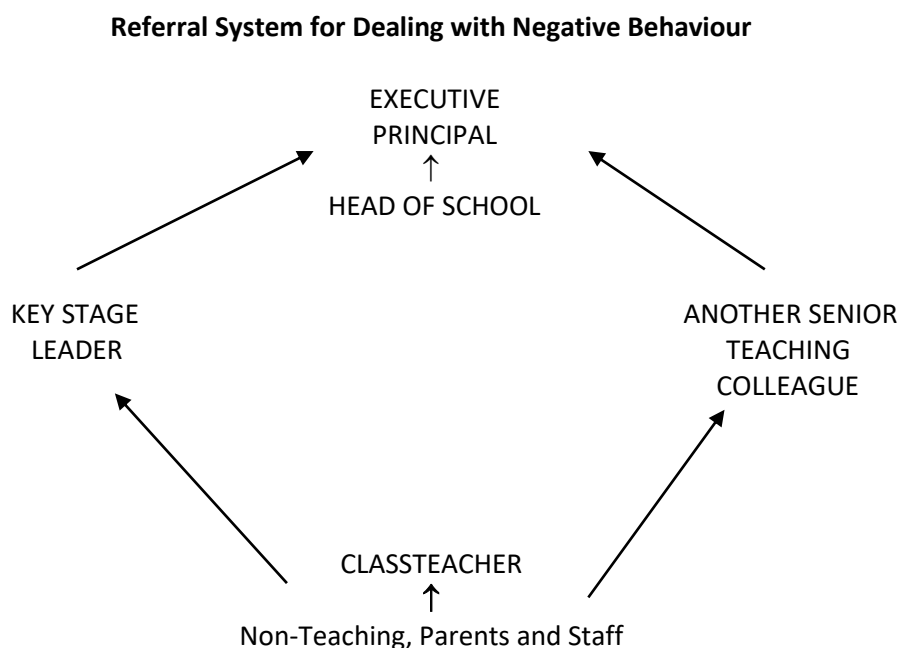 Referral System for Dealing with Negative Behaviour
EXECUTIVE
PRINCIPAL
↑
HEAD OF SCHOOL
KEY STAGE
LEADER
ANOTHER SENIOR
TEACHING
COLLEAGUE
CLASSTEACHER
↑
Non-Teaching, Parents and Staff